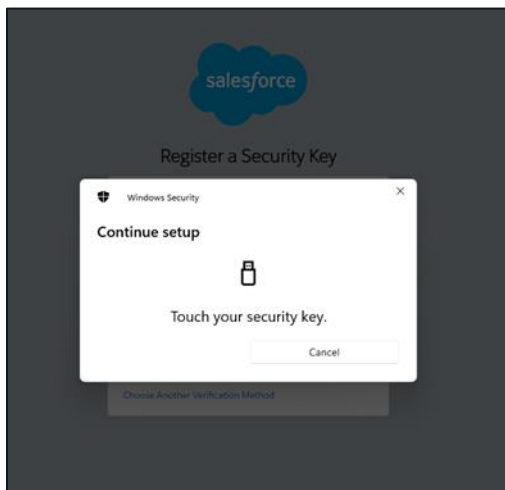 salesforce
Register a Security Key
Windows Security
Continue setup
Touch your security key.
Cancel
Choose Another Verification Method